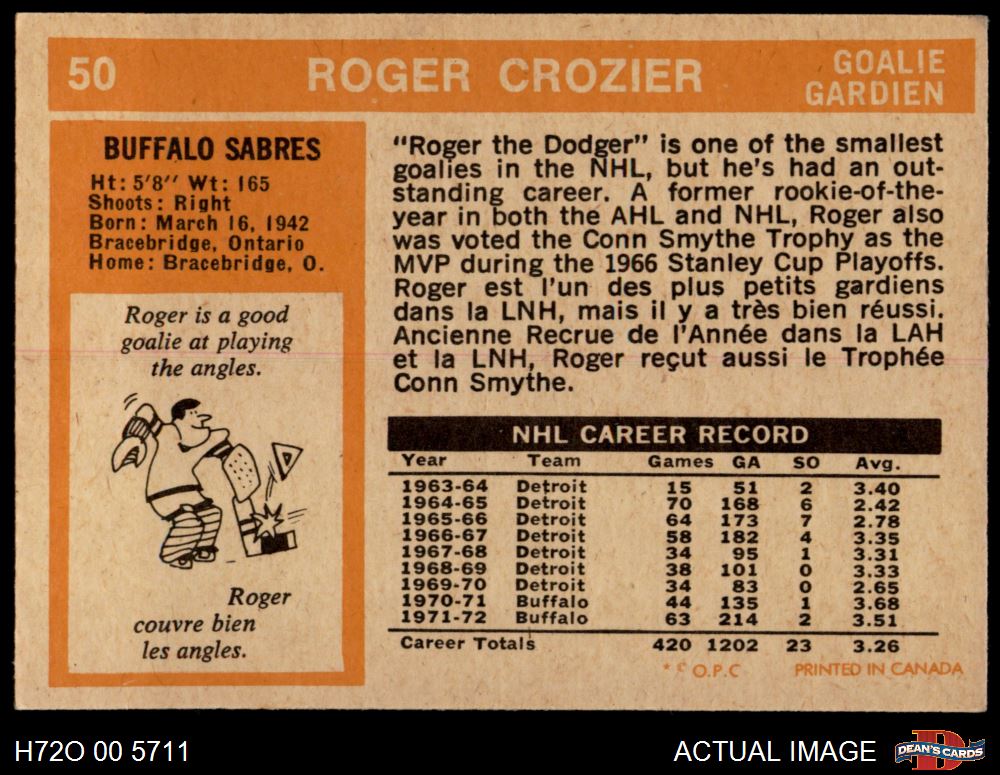 50
ROGER CROZIER
GOALIE
GARDIEN
BUFFALO SABRES
Ht: 5'8'' Wt: 165
Shoots: Right
Born: March 16, 1942
Bracebridge, Ontario
Home: Bracebridge, O.
Roger is a good
goalie at playing
the angles.
Roger
couvre bien
les angles.
"Roger the Dodger" is one of the smallest
goalies in the NHL, but he's had an out-
standing career. A former rookie-of-the-
year in both the AHL and NHL, Roger also
was voted the Conn Smythe Trophy as the
MVP during the 1966 Stanley Cup Playoffs.
Roger est l'un des plus petits gardiens
dans la LNH, mais il y a très bien réussi.
Ancienne Recrue de l'Année dans la LAH
et la LNH, Roger reçut aussi le Trophée
Conn Smythe.
NHL CAREER RECORD
Year Team Games GA SO Avg.
1963-64 Detroit 15 51 2 3.40
1964-65 Detroit 70 168 6 2.42
1965-66 Detroit 64 173 7 2.78
1966-67 Detroit 58 182 4 3.35
1967-68 Detroit 34 95 1 3.31
1968-69 Detroit 38 101 0 3.33
1969-70 Detroit 34 83 0 2.65
1970-71 Buffalo 44 135 1 3.68
1971-72 Buffalo 63 214 2 3.51
Career Totals 420 1202 23 3.26
* © O.P.C PRINTED IN CANADA
H72O 00 5711
ACTUAL IMAGE
DEAN'S CARDS